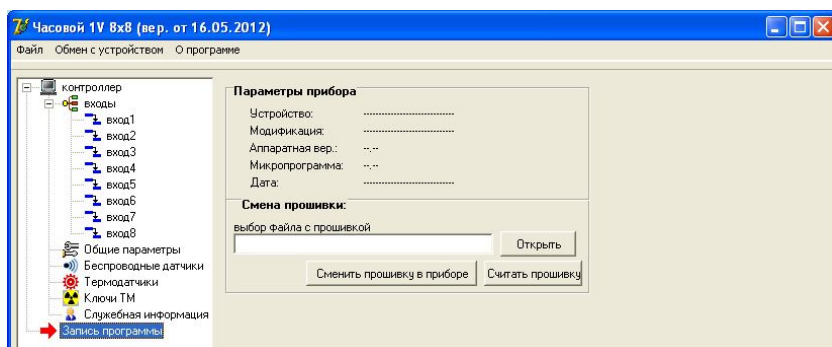 Часовой 1V 8x8 (вер. от 16.05.2012)
Файл Обмен с устройством О программе
контроллер
входы
вход1
вход2
вход3
вход4
вход5
вход6
вход7
вход8
Общие параметры
Беспроводные датчики
Термодатчики
Ключи ТМ
Служебная информация
Запись программы
Параметры прибора
Устройство: -----------------------------
Модификация: -----------------------------
Аппаратная вер.: --.--
Микропрограмма: --.--
Дата: -----------------------------
Смена прошивки:
выбор файла с прошивкой
Открыть
Сменить прошивку в приборе Считать прошивку